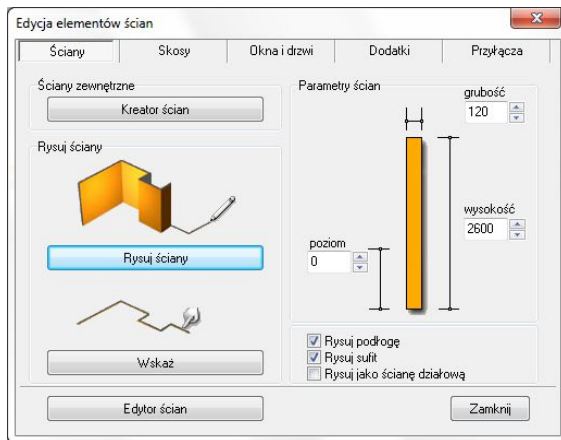 Edycja elementów ścian
Ściany
Skosy
Okna i drzwi
Dodatki
Przyłącza
Ściany zewnętrzne
Kreator ścian
Rysuj ściany
Rysuj ściany
Wskaż
Parametry ścian
grubość
120
wysokość
2600
poziom
0
Rysuj podłogę
Rysuj sufit
Rysuj jako ścianę działową
Edytor ścian
Zamknij